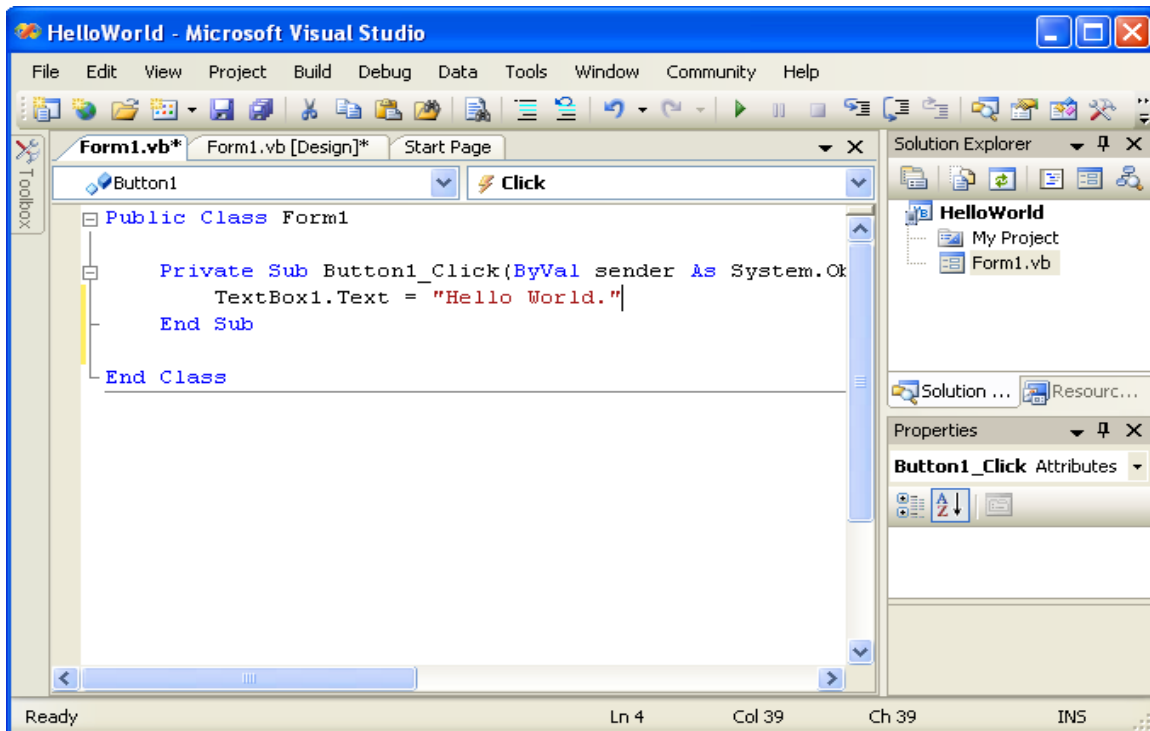 HelloWorld - Microsoft Visual Studio
File Edit View Project Build Debug Data Tools Window Community Help
Toolbox
Form1.vb* Form1.vb [Design]* Start Page
Button1 Click
Public Class Form1
Private Sub Button1_Click(ByVal sender As System.Ob
TextBox1.Text = "Hello World."
End Sub
End Class
Solution Explorer
HelloWorld
My Project
Form1.vb
Solution ... Resourc...
Properties
Button1_Click Attributes
Ready Ln 4 Col 39 Ch 39 INS